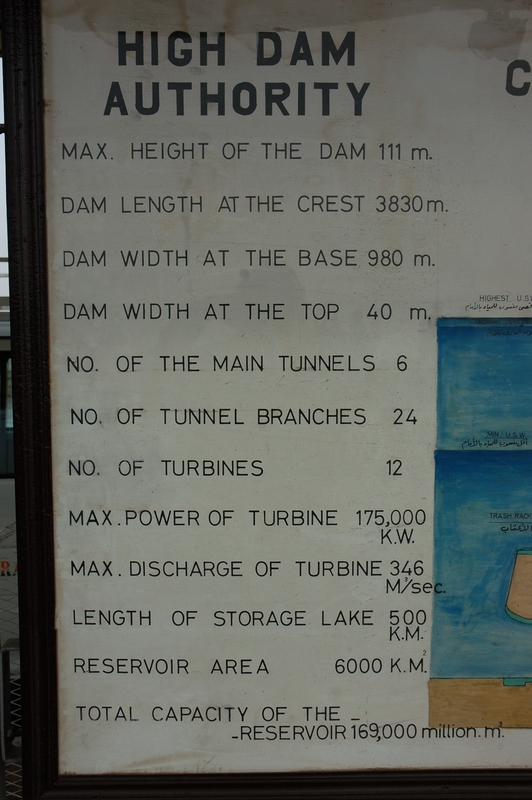 HIGH DAM
AUTHORITY
MAX. HEIGHT OF THE DAM 111 m.
DAM LENGTH AT THE CREST 3830 m.
DAM WIDTH AT THE BASE 980 m.
DAM WIDTH AT THE TOP 40 m.
NO. OF THE MAIN TUNNELS 6
NO. OF TUNNEL BRANCHES 24
NO. OF TURBINES 12
MAX. POWER OF TURBINE 175,000
K.W.
MAX. DISCHARGE OF TURBINE 346
M³/sec.
LENGTH OF STORAGE LAKE 500
K.M.
RESERVOIR AREA 6000 K.M.²
TOTAL CAPACITY OF THE _
_RESERVOIR 169,000 million. m³.
C
HIGHEST U.S.
MIN. U.S.W.
TRASH RACK